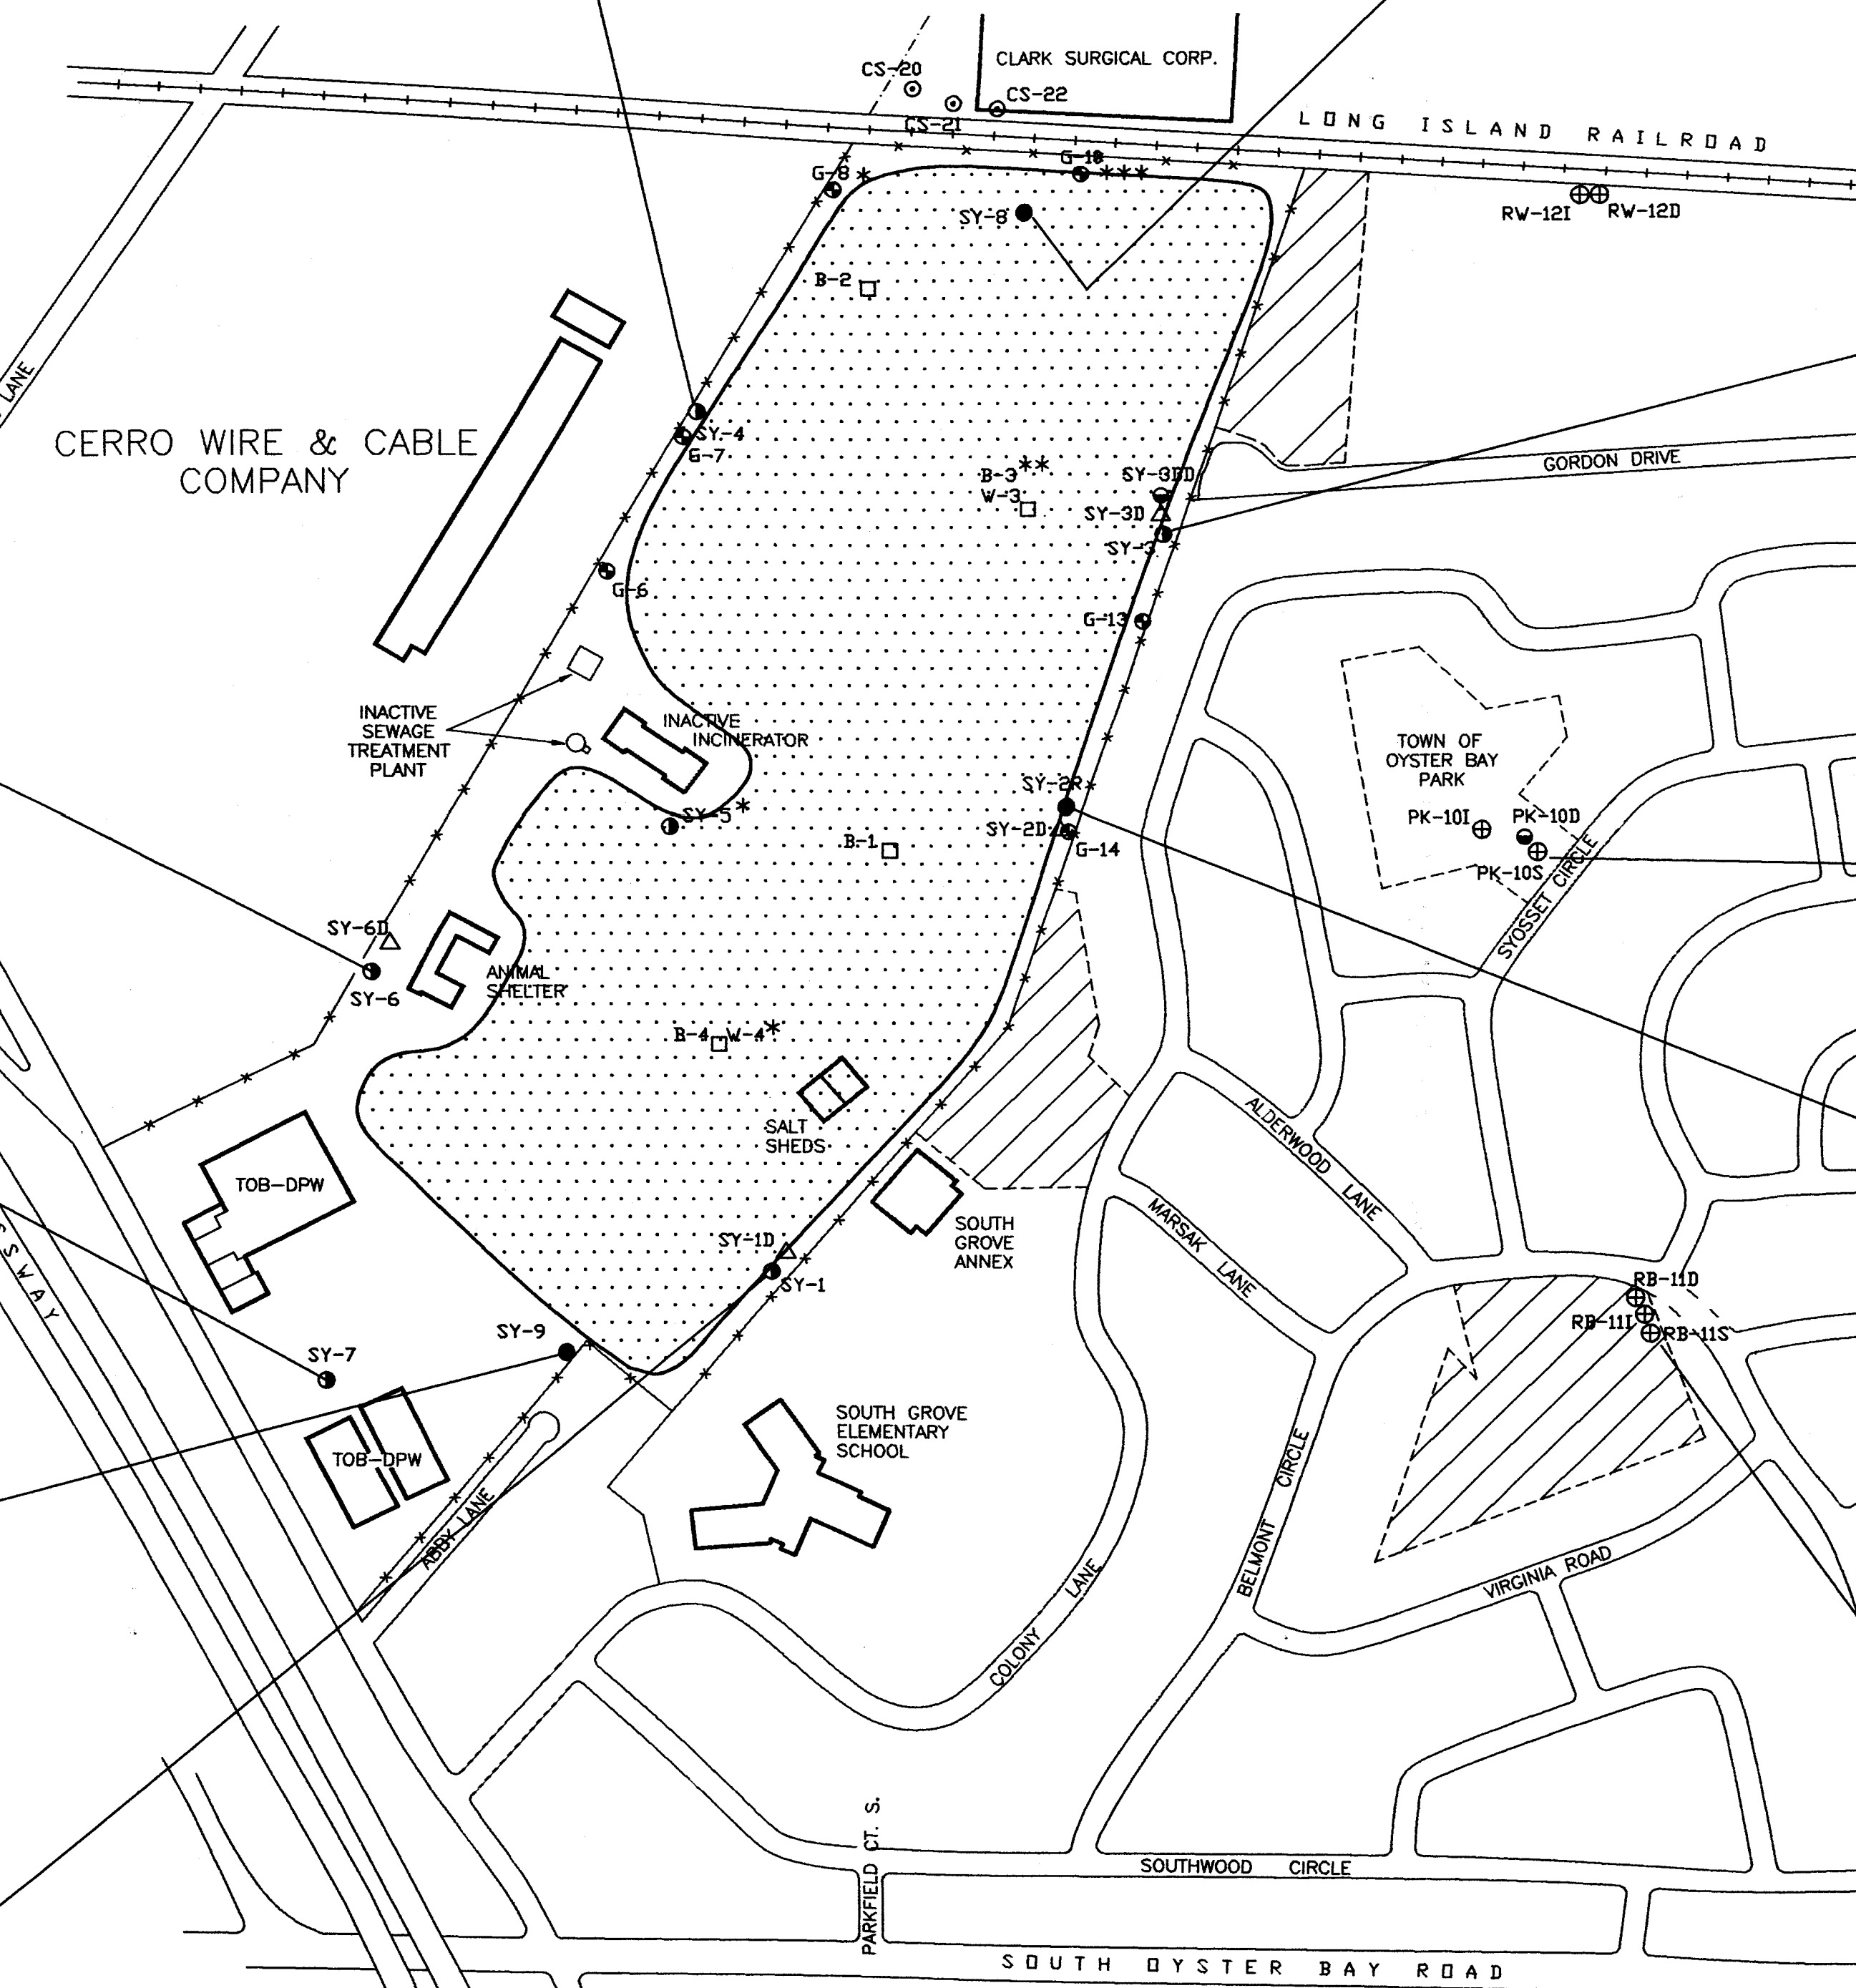 CLARK SURGICAL CORP.
CS-20
CS-22
CS-21
LONG ISLAND RAILROAD
G-8 *
G-10 ***
SY-8
RW-12I
RW-12D
B-2
LANE
CERRO WIRE & CABLE
COMPANY
SY-4
G-7
B-3**
W-3
SY-3DD
SY-3D
SY-3
GORDON DRIVE
G-6
G-13
INACTIVE
SEWAGE
TREATMENT
PLANT
INACTIVE
INCINERATOR
TOWN OF
OYSTER BAY
PARK
SY-2R
SY-5*
SY-2D
G-14
B-1
PK-10I
PK-10D
PK-10S
SYOSSET CIRCLE
SY-6D
SY-6
ANIMAL
SHELTER
B-4 W-4*
SALT
SHEDS
ALDERWOOD LANE
TOB-DPW
MARSAK LANE
SOUTH
GROVE
ANNEX
SY-1D
SY-1
SSWAY
RB-11D
RB-11I
RB-11S
SY-9
SY-7
SOUTH GROVE
ELEMENTARY
SCHOOL
TOB-DPW
ABBY LANE
BELMONT CIRCLE
VIRGINIA ROAD
COLONY LANE
PARKFIELD CT. S.
SOUTHWOOD CIRCLE
SOUTH OYSTER BAY ROAD